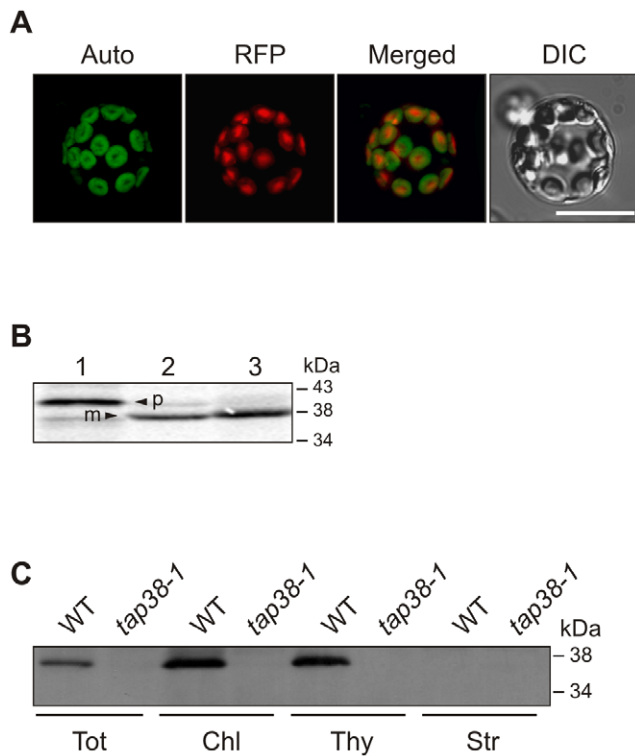 A
Auto RFP Merged DIC
B
1 2 3 kDa
43
p
m
38
34
C
WT tap38-1 WT tap38-1 WT tap38-1 WT tap38-1
kDa
38
34
Tot Chl Thy Str